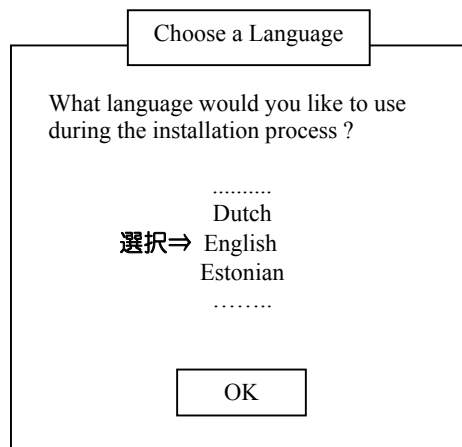 Choose a Language
What language would you like to use
during the installation process ?
..........
Dutch
選択⇒ English
Estonian
........
OK